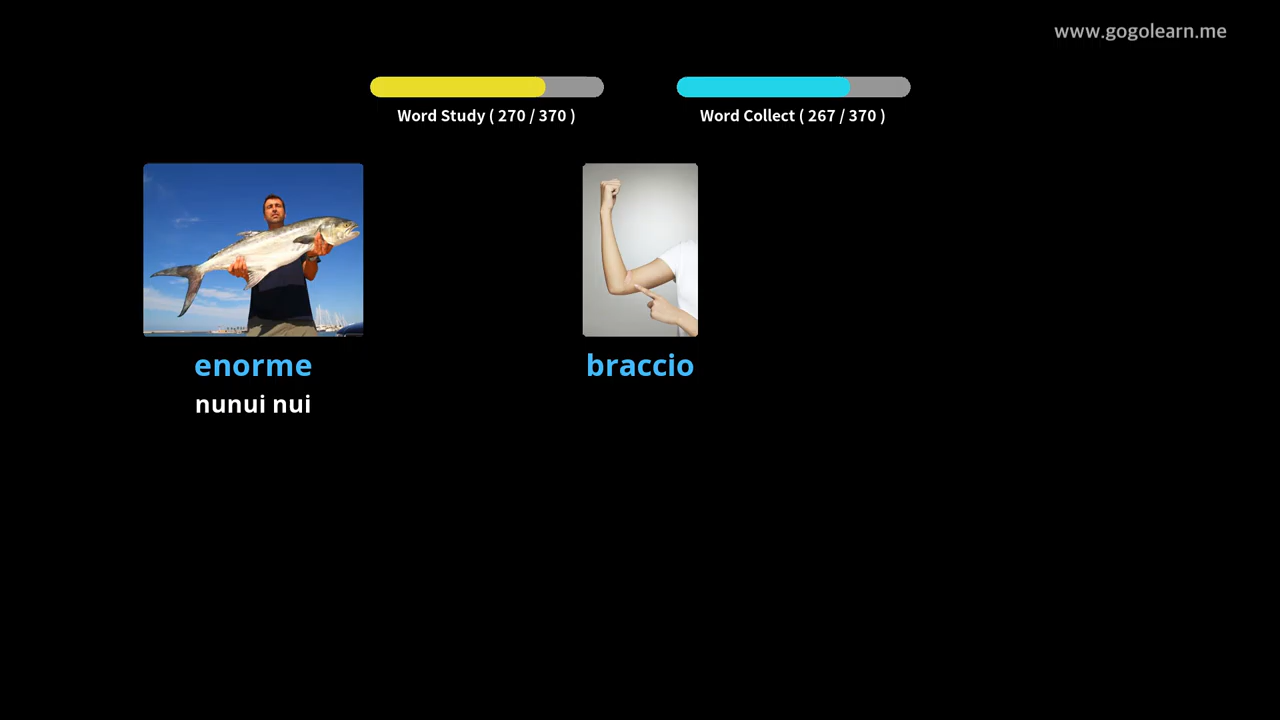 www.gogolearn.me
Word Study ( 270 / 370 )
Word Collect ( 267 / 370 )
enorme
nunui nui
braccio